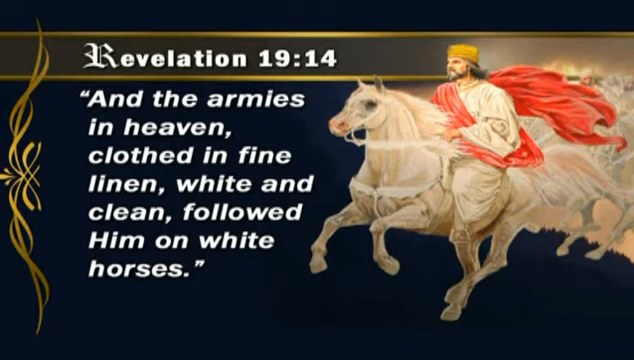 Revelation 19:14
“And the armies
in heaven,
clothed in fine
linen, white and
clean, followed
Him on white
horses.”